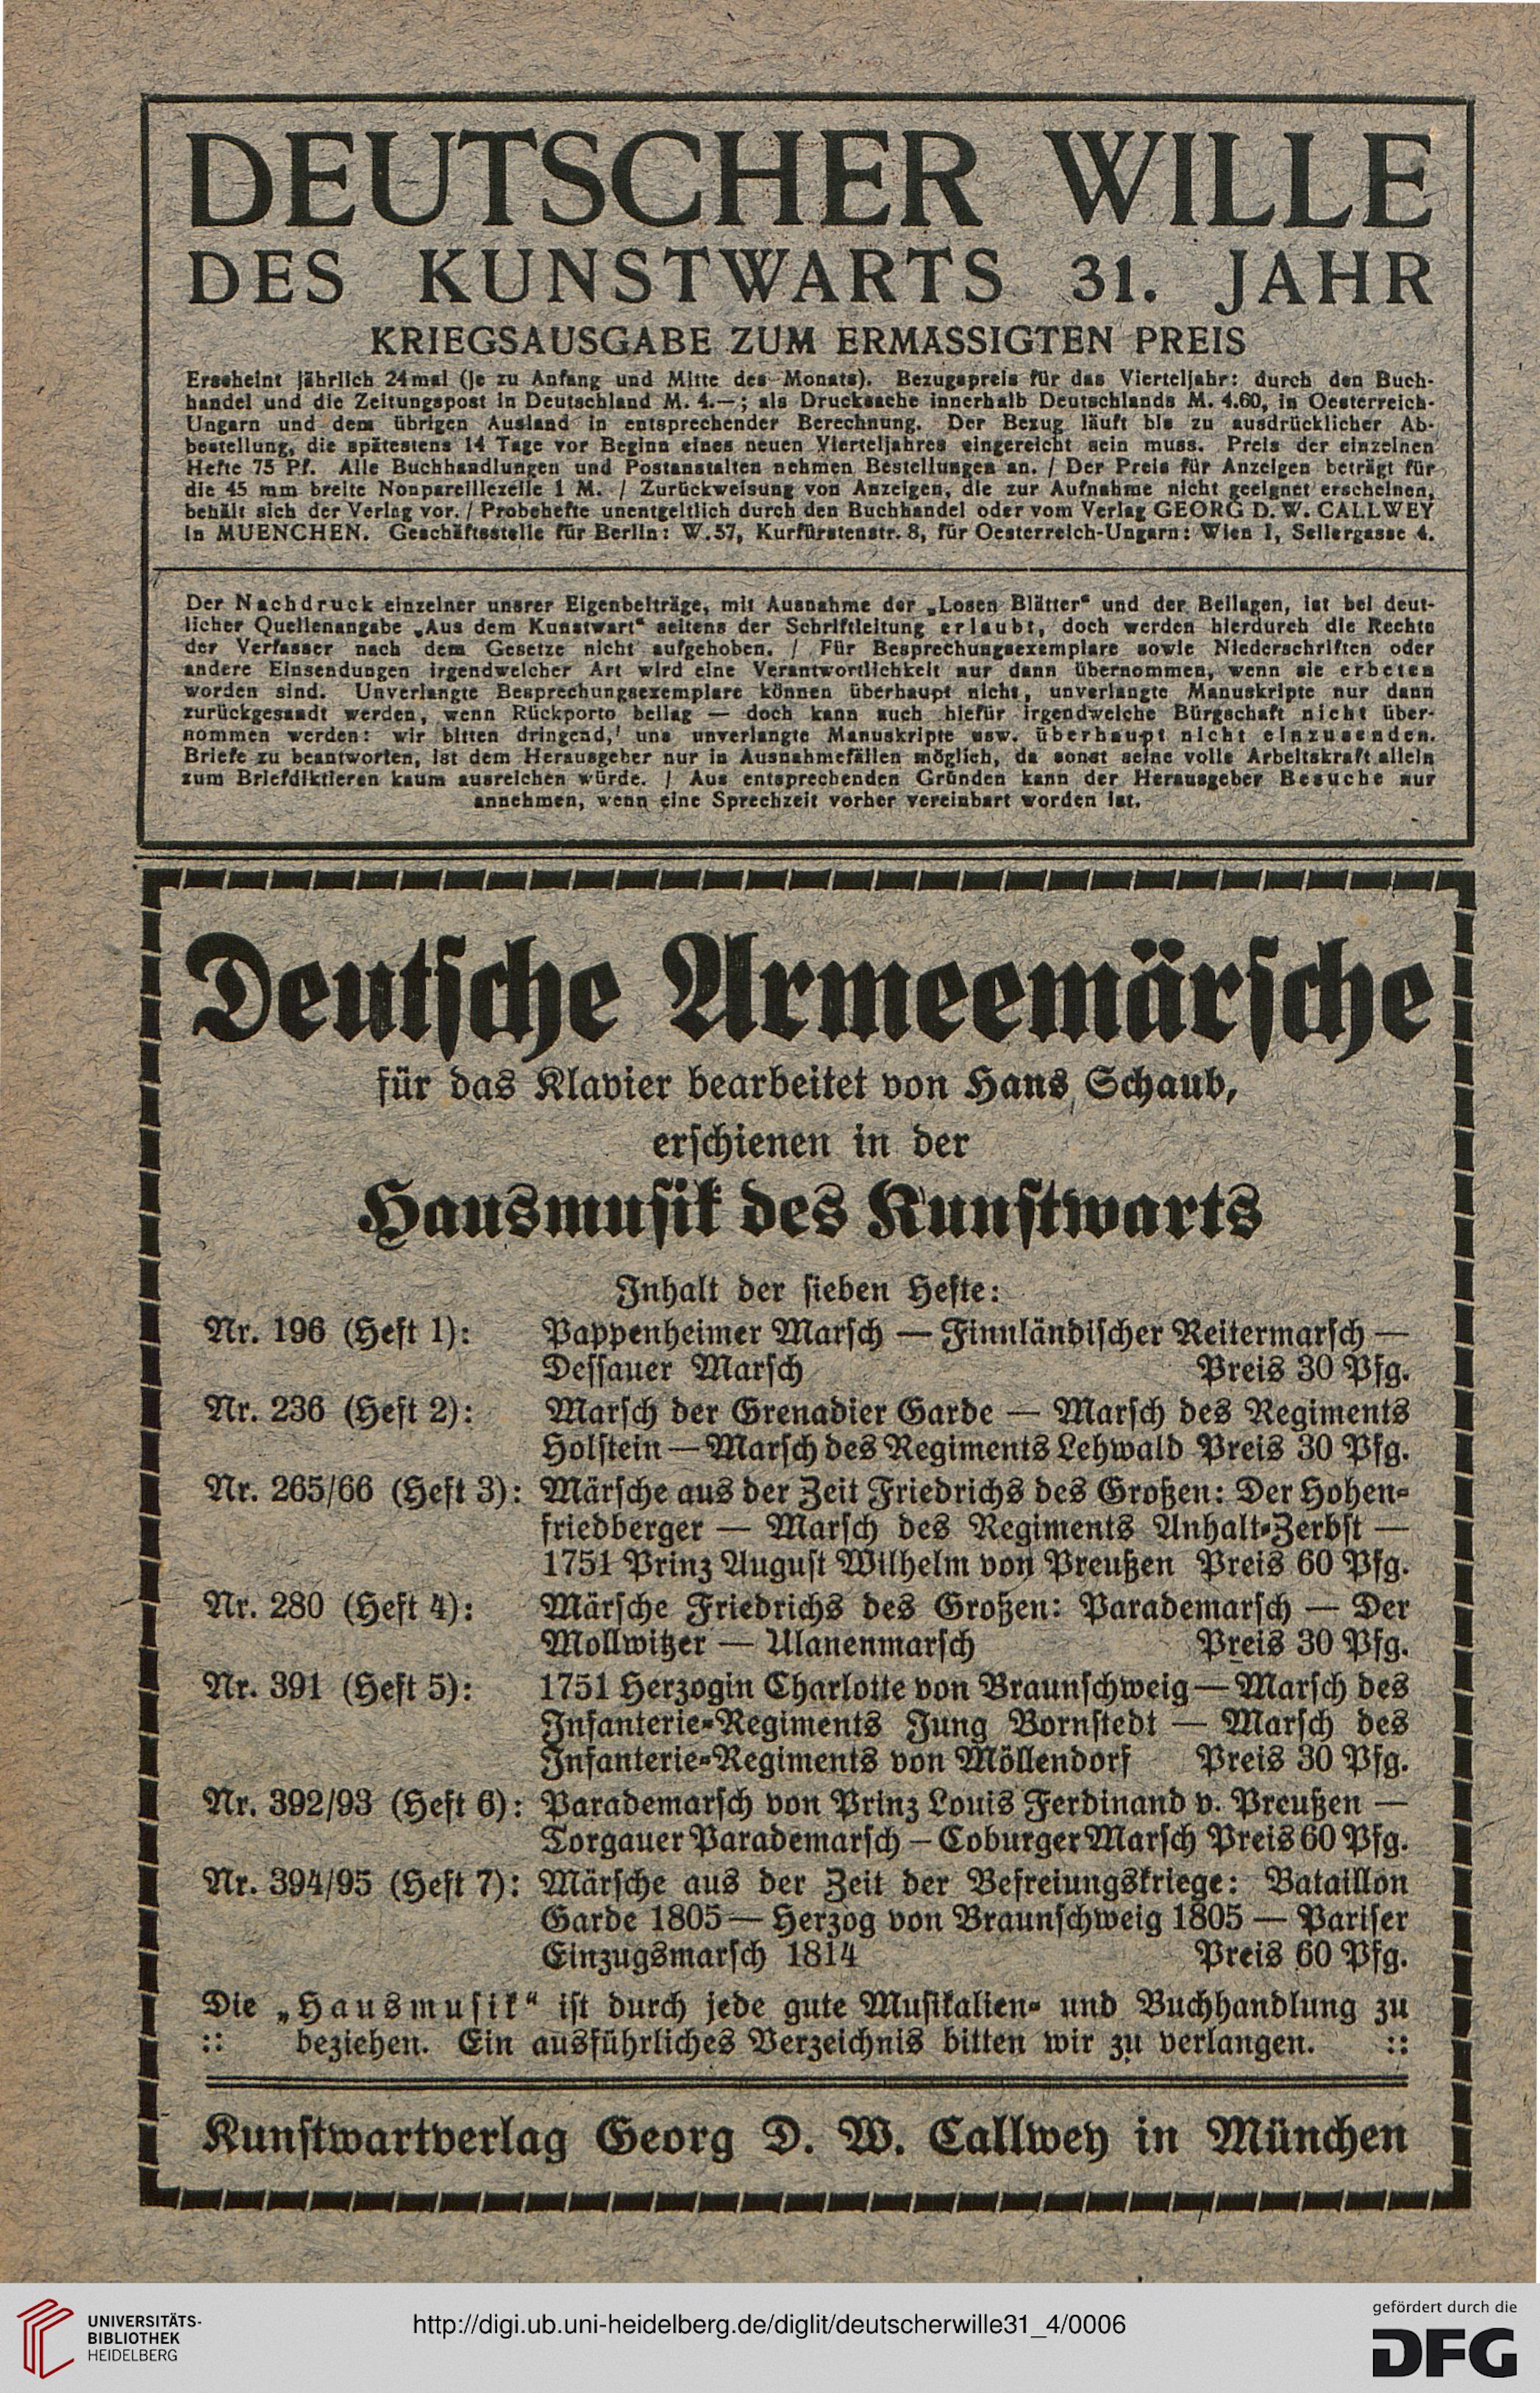 DEUTSCHER WILLE
DES KUNSTWARTS 31. JAHR
KRIEGSAUSGABE ZUM ERMÄSSIGTEN PREIS
Erscheint jährlich 24mal (je zu Anfang und Mitte des Monats). Bezugspreis für das Vierteljahr: durch den Buch-
handel und die Zeitungspost in Deutschland M. 4.—; als Drucksache innerhalb Deutschlands M. 4.60, in Oesterreich-
Ungarn und dem übrigen Ausland in entsprechender Berechnung. Der Bezug läuft bis zu ausdrücklicher Ab-
bestellung, die spätestens 14 Tage vor Beginn eines neuen Vierteljahres eingereicht sein muss. Preis der einzelnen
Hefte 75 Pf. Alle Buchhandlungen und Postanstalten nehmen Bestellungen an. / Der Preis für Anzeigen beträgt für
die 45 mm breite Nonpareillezeile 1 M. / Zurückweisung von Anzeigen, die zur Aufnahme nicht geeignet erscheinen,
behält sich der Verlag vor. / Probehefte unentgeltlich durch den Buchhandel oder vom Verlag GEORG D. W. CALLWEY
in MUENCHEN. Geschäftsstelle für Berlin: W. 57, Kurfürstenstr. 8, für Oesterreich-Ungarn: Wien I, Seilergasse 4.
Der Nachdruck einzelner unsrer Eigenbeiträge, mit Ausnahme der „Losen Blätter“ und der Beilagen, ist bei deut-
licher Quellenangabe „Aus dem Kunstwart“ seitens der Schriftleitung erlaubt, doch werden hierdurch die Rechte
der Verfasser nach dem Gesetze nicht aufgehoben. / Für Besprechungsexemplare sowie Niederschriften oder
andere Einsendungen irgendwelcher Art wird eine Verantwortlichkeit nur dann übernommen, wenn sie erbeten
worden sind. Unverlangte Besprechungsexemplare können überhaupt nicht, unverlangte Manuskripte nur dann
zurückgesandt werden, wenn Rückporto beilag — doch kann auch hiefür irgendwelche Bürgschaft nicht über-
nommen werden: wir bitten dringend, uns unverlangte Manuskripte usw. überhaupt nicht einzusenden.
Briefe zu beantworten, ist dem Herausgeber nur in Ausnahmefällen möglich, da sonst seine volle Arbeitskraft allein
zum Briefdiktieren kaum ausreichen würde. / Aus entsprechenden Gründen kann der Herausgeber Besuche nur
annehmen, wenn eine Sprechzeit vorher vereinbart worden ist.
Deutsche Armeemärsche
für das Klavier bearbeitet von Hans Schaub,
erschienen in der
Hausmusik des Kunstwarts
Inhalt der sieben Hefte:
Nr. 196 (Heft 1): Pappenheimer Marsch — Finnländischer Reitermarsch —
Dessauer Marsch Preis 30 Pfg.
Nr. 236 (Heft 2): Marsch der Grenadier Garde — Marsch des Regiments
Holstein — Marsch des Regiments Lehwald Preis 30 Pfg.
Nr. 265/66 (Heft 3): Märsche aus der Zeit Friedrichs des Großen: Der Hohen-
friedberger — Marsch des Regiments Anhalt-Zerbst —
1751 Prinz August Wilhelm von Preußen Preis 60 Pfg.
Nr. 280 (Heft 4): Märsche Friedrichs des Großen: Parademarsch — Der
Mollwitzer — Ulanenmarsch Preis 30 Pfg.
Nr. 391 (Heft 5): 1751 Herzogin Charlotte von Braunschweig — Marsch des
Infanterie-Regiments Jung Bornstedt — Marsch des
Infanterie-Regiments von Möllendorf Preis 30 Pfg.
Nr. 392/93 (Heft 6): Parademarsch von Prinz Louis Ferdinand v. Preußen —
Torgauer Parademarsch — Coburger Marsch Preis 60 Pfg.
Nr. 394/95 (Heft 7): Märsche aus der Zeit der Befreiungskriege: Bataillon
Garde 1805 — Herzog von Braunschweig 1805 — Pariser
Einzugsmarsch 1814 Preis 60 Pfg.
Die „Hausmusik“ ist durch jede gute Musikalien- und Buchhandlung zu
:: beziehen. Ein ausführliches Verzeichnis bitten wir zu verlangen. ::
Kunstwartverlag Georg D. W. Callwey in München
UNIVERSITÄTS-
BIBLIOTHEK
HEIDELBERG
http://digi.ub.uni-heidelberg.de/diglit/deutscherwille31_4/0006
gefördert durch die
DFG